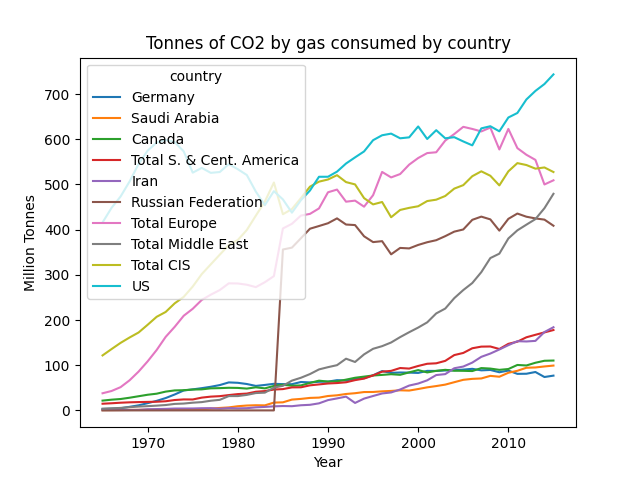 Tonnes of CO2 by gas consumed by country
country
Germany
Saudi Arabia
Canada
Total S. & Cent. America
Iran
Russian Federation
Total Europe
Total Middle East
Total CIS
US
Million Tonnes
700
600
500
400
300
200
100
0
1970
1980
1990
2000
2010
Year